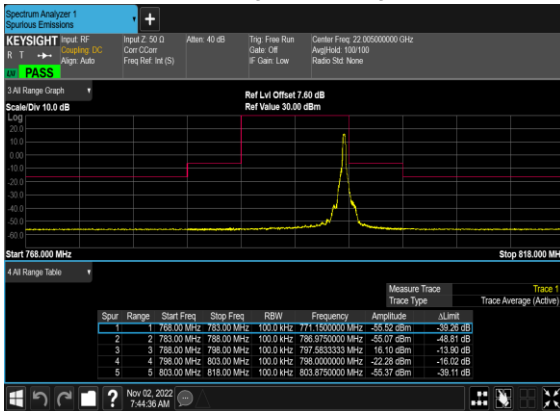 Spectrum Analyzer 1
Spurious Emissions
+
KEYSIGHT Input: RF Input Z: 50 Ω Atten: 40 dB Trig: Free Run Center Freq: 22.005000000 GHz
R T Coupling: DC Corr CCorr Gate: Off Avg|Hold: 100/100
Align: Auto Freq Ref: Int (S) IF Gain: Low Radio Std: None
PASS
3 All Range Graph Ref Lvl Offset 7.60 dB
Scale/Div 10.0 dB Ref Value 30.00 dBm
Log
20.0
10.0
0.00
-10.0
-20.0
-30.0
-40.0
-50.0
-60.0
Start 768.000 MHz Stop 818.000 MH
4 All Range Table
Measure Trace Trace 1
Trace Type Trace Average (Active)
Spur Range Start Freq Stop Freq RBW Frequency Amplitude ΔLimit
1 1 768.00 MHz 783.00 MHz 100.0 kHz 771.1500000 MHz -55.52 dBm -39.26 dB
2 2 783.00 MHz 788.00 MHz 100.0 kHz 786.9750000 MHz -55.07 dBm -48.81 dB
3 3 788.00 MHz 798.00 MHz 100.0 kHz 797.5833333 MHz 16.10 dBm -13.90 dB
4 4 798.00 MHz 803.00 MHz 100.0 kHz 798.0000000 MHz -22.28 dBm -16.02 dB
5 5 803.00 MHz 818.00 MHz 100.0 kHz 803.8750000 MHz -55.37 dBm -39.11 dB
? Nov 02, 2022
7:44:36 AM